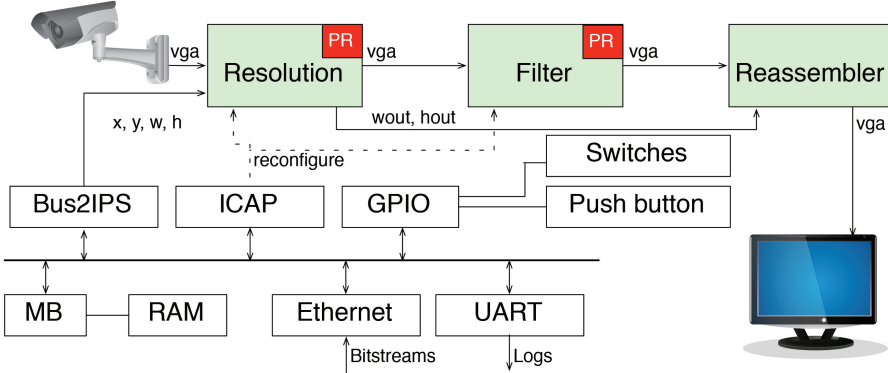 PR
PR
vga
vga
vga
Resolution
Filter
Reassembler
x, y, w, h
wout, hout
vga
reconfigure
Switches
Bus2IPS
ICAP
GPIO
Push button
MB
RAM
Ethernet
UART
Bitstreams
Logs